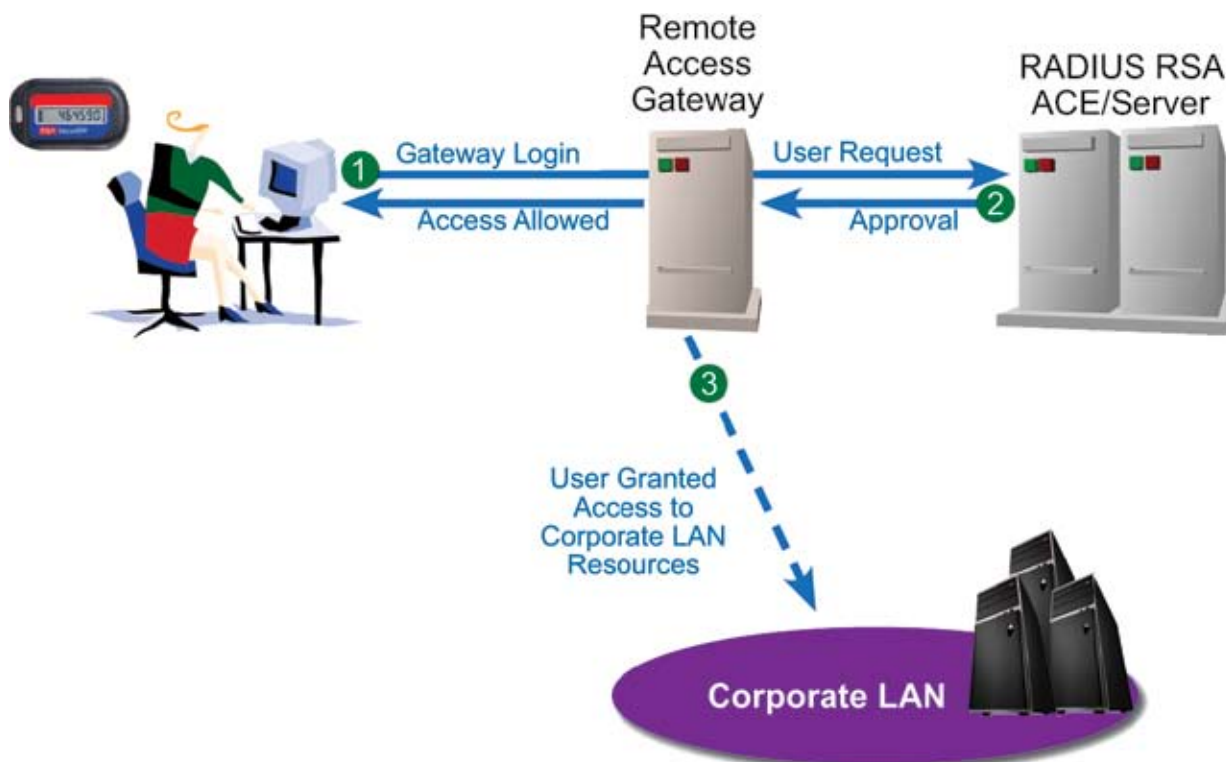 Remote
Access
Gateway
RADIUS RSA
ACE/Server
Gateway Login
User Request
1
Access Allowed
Approval
2
3
User Granted
Access to
Corporate LAN
Resources
Corporate LAN